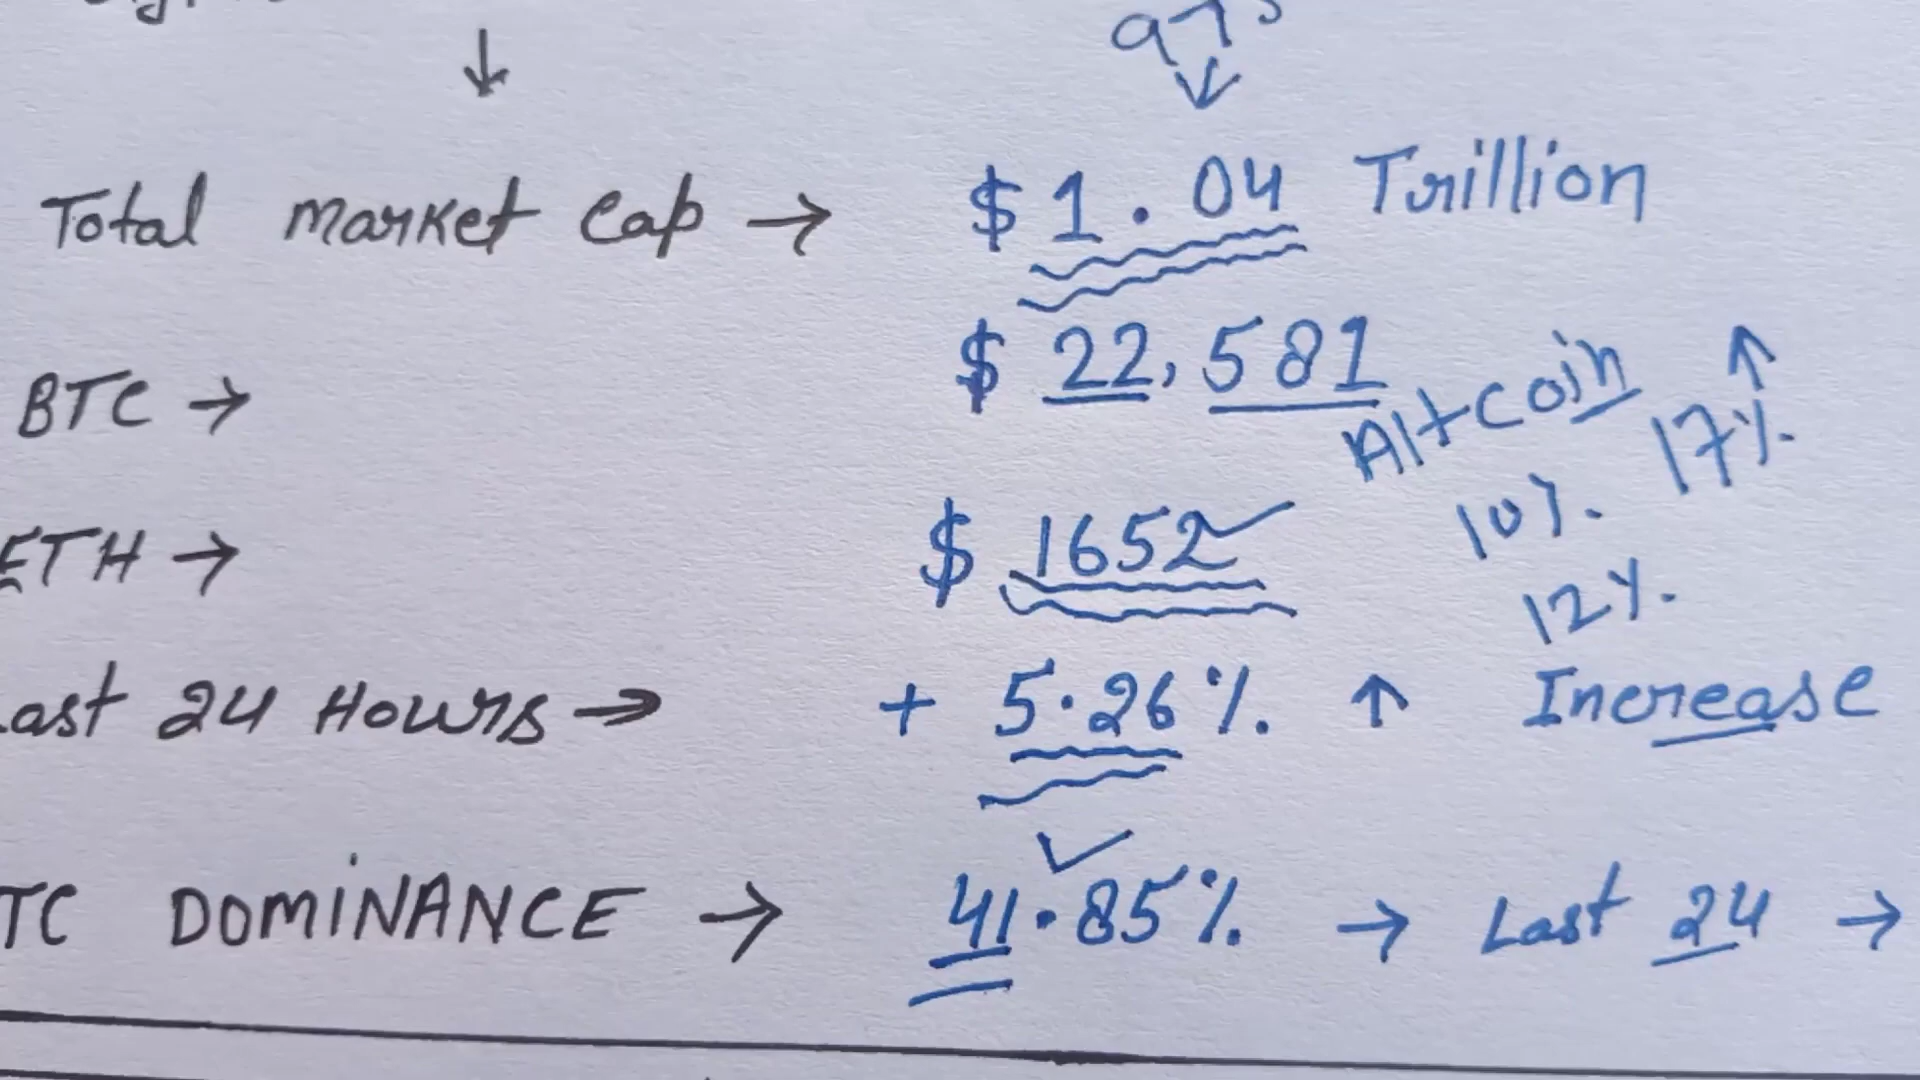 ↓ 975 ↓
Total market Cap → $1.04 Trillion
BTC → $ 22,581
Altcoin 17% ↑
10%.
ETH → $ 1652
12%.
Last 24 Hours → + 5.26%. ↑ Increase
TC DOMINANCE → 41.85%. → Last 24 →